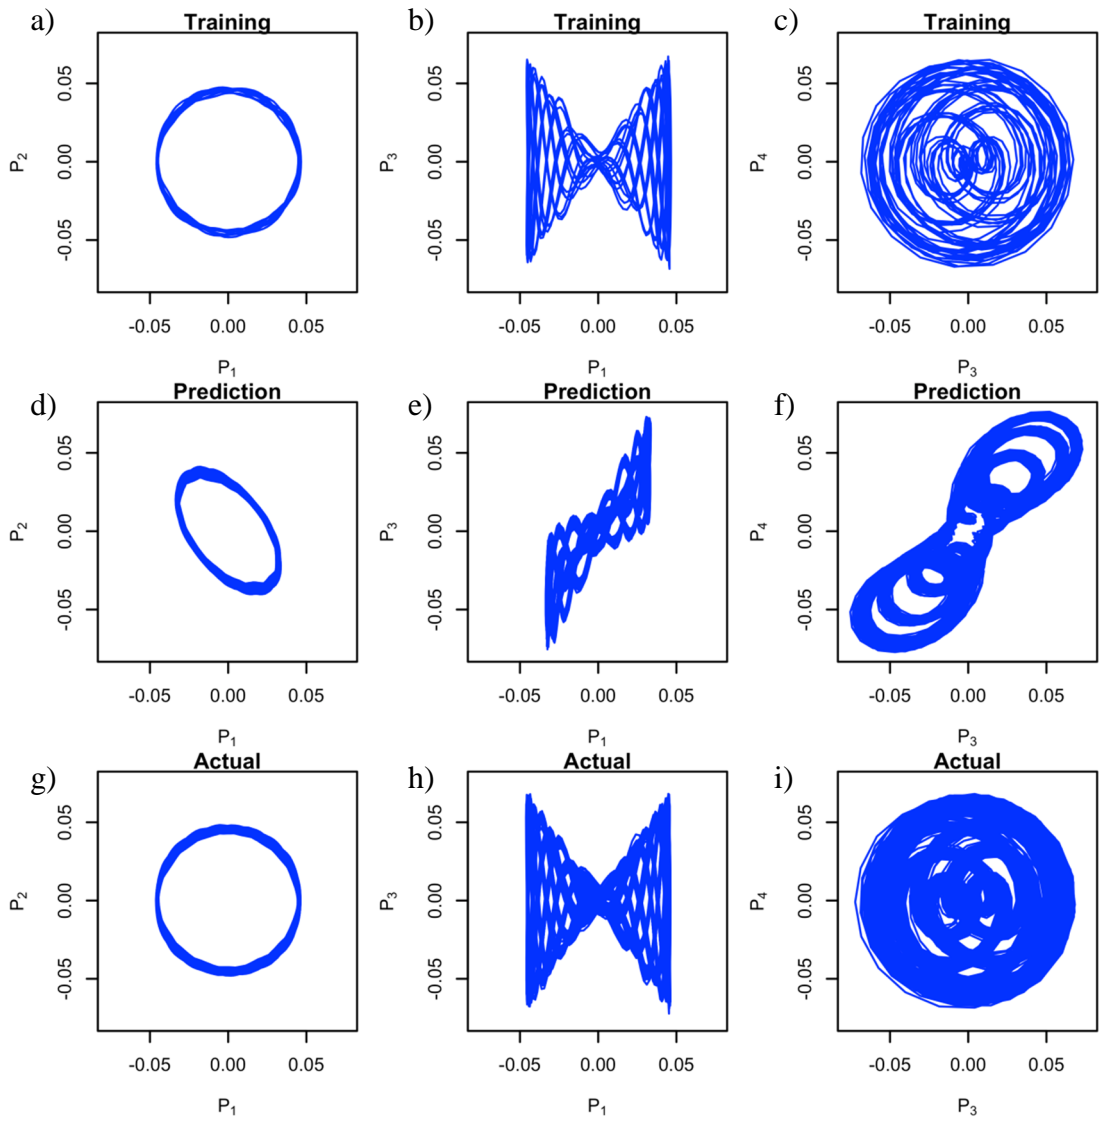 a) Training
b) Training
c) Training
P2 0.05 0.00 -0.05
P3 0.05 0.00 -0.05
P4 0.05 0.00 -0.05
-0.05 0.00 0.05
-0.05 0.00 0.05
-0.05 0.00 0.05
P1
P1
P3
d) Prediction
e) Prediction
f) Prediction
P2 0.05 0.00 -0.05
P3 0.05 0.00 -0.05
P4 0.05 0.00 -0.05
-0.05 0.00 0.05
-0.05 0.00 0.05
-0.05 0.00 0.05
P1
P1
P3
g) Actual
h) Actual
i) Actual
P2 0.05 0.00 -0.05
P3 0.05 0.00 -0.05
P4 0.05 0.00 -0.05
-0.05 0.00 0.05
-0.05 0.00 0.05
-0.05 0.00 0.05
P1
P1
P3